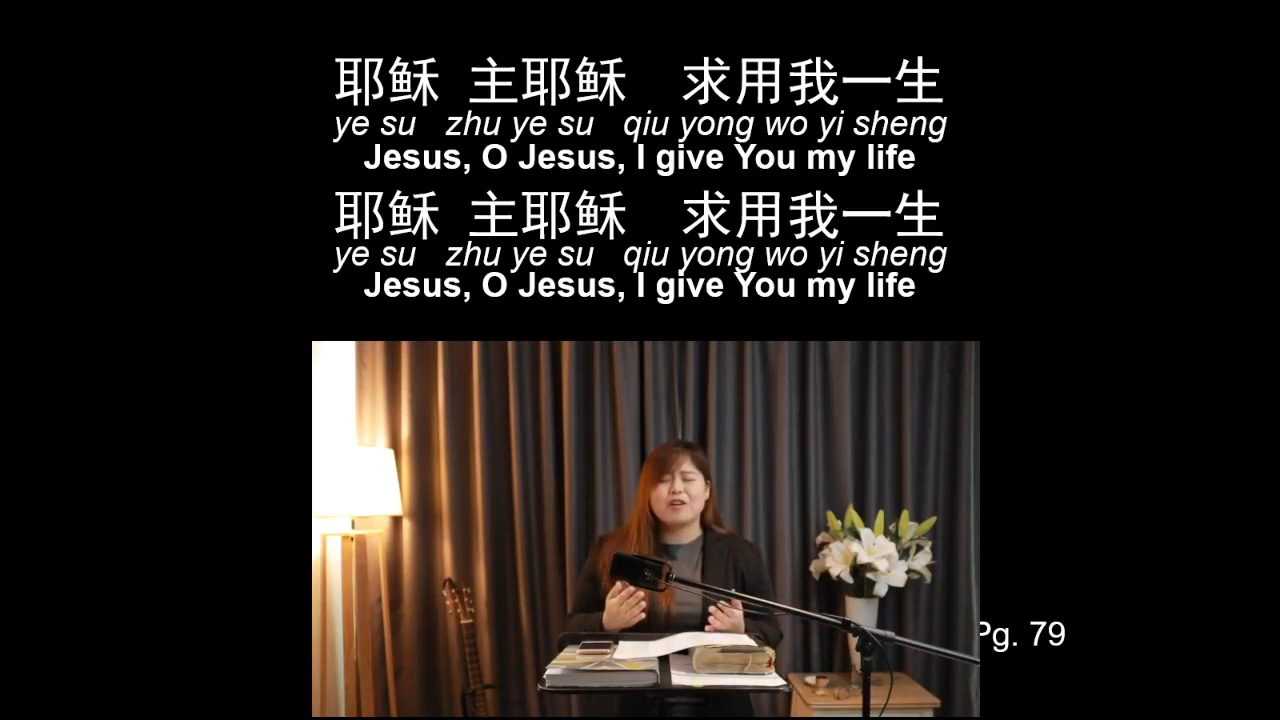 耶稣 主耶稣 求用我一生
ye su zhu ye su qiu yong wo yi sheng
Jesus, O Jesus, I give You my life
耶稣 主耶稣 求用我一生
ye su zhu ye su qiu yong wo yi sheng
Jesus, O Jesus, I give You my life
Pg. 79